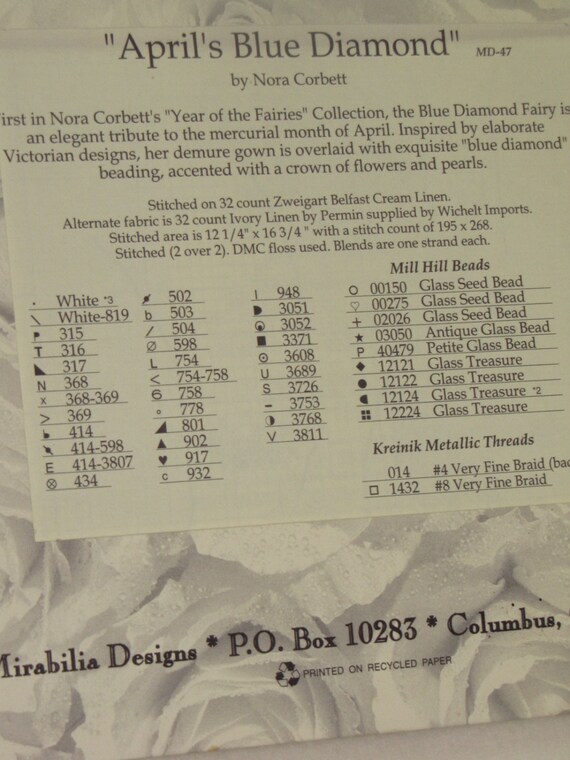 "April's Blue Diamond" MD-47
by Nora Corbett
irst in Nora Corbett's "Year of the Fairies" Collection, the Blue Diamond Fairy is
an elegant tribute to the mercurial month of April. Inspired by elaborate
Victorian designs, her demure gown is overlaid with exquisite "blue diamond"
beading, accented with a crown of flowers and pearls.
Stitched on 32 count Zweigart Belfast Cream Linen.
Alternate fabric is 32 count Ivory Linen by Permin supplied by Wichelt Imports.
Stitched area is 12 1/4" x 16 3/4" with a stitch count of 195 x 268.
Stitched (2 over 2). DMC floss used. Blends are one strand each.
· White *3
\ White-819
P 315
T 316
◣ 317
N 368
x 368-369
> 369
414
414-598
E 414-3807
⊗ 434
502
b 503
/ 504
∅ 598
L 754
< 754-758
6 758
∘ 778
◢ 801
▲ 902
♥ 917
c 932
I 948
3051
3052
■ 3371
⊙ 3608
U 3689
S 3726
– 3753
◑ 3768
V 3811
Mill Hill Beads
○ 00150 Glass Seed Bead
♡ 00275 Glass Seed Bead
+ 02026 Glass Seed Bead
★ 03050 Antique Glass Bead
P 40479 Petite Glass Bead
◆ 12121 Glass Treasure
● 12122 Glass Treasure
12124 Glass Treasure *2
12224 Glass Treasure
Kreinik Metallic Threads
014 #4 Very Fine Braid (bac
□ 1432 #8 Very Fine Braid
Mirabilia Designs * P.O. Box 10283 * Columbus,
PRINTED ON RECYCLED PAPER